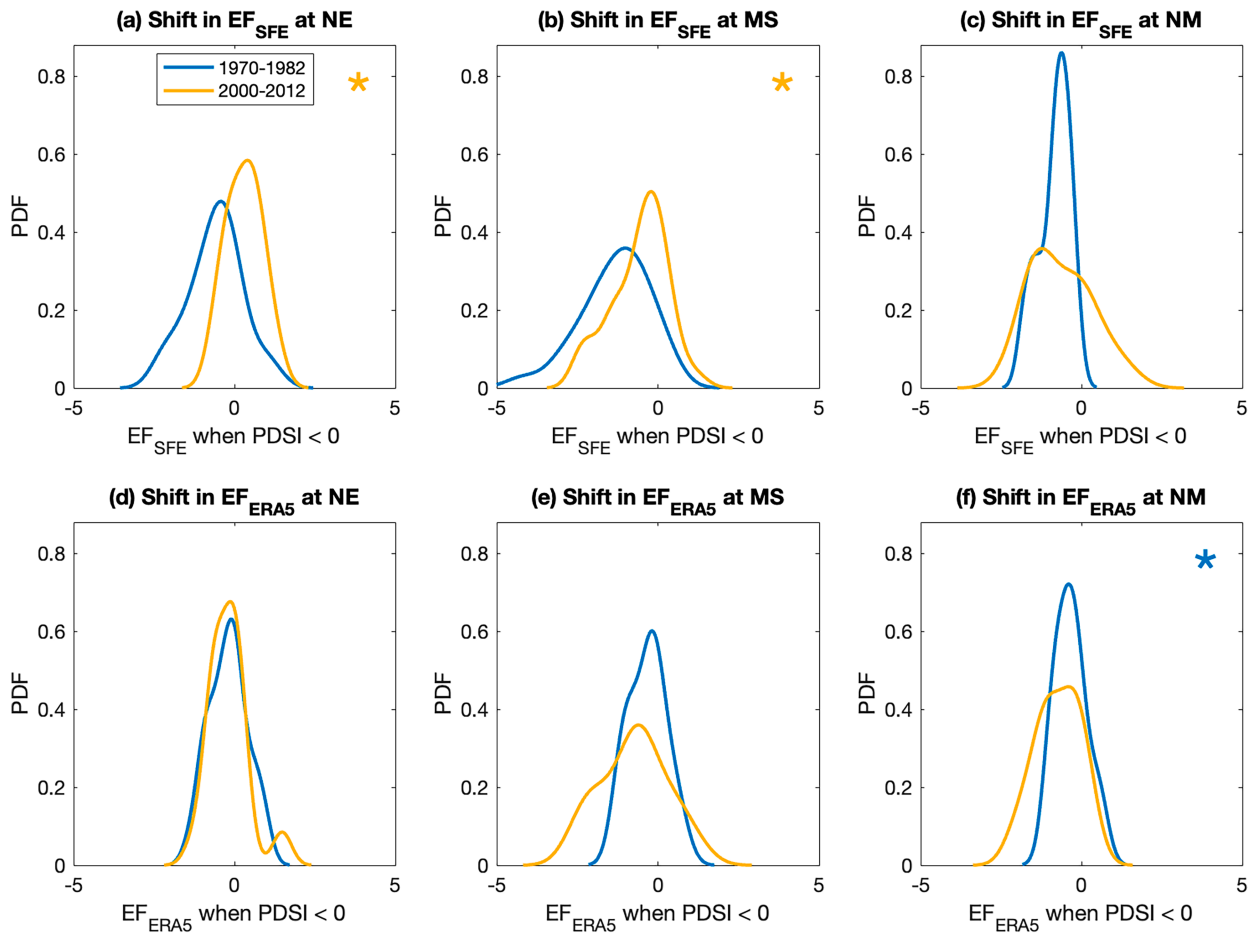 (a) Shift in EF_SFE at NE
(b) Shift in EF_SFE at MS
(c) Shift in EF_SFE at NM
1970-1982
2000-2012
*
*
PDF
0.8
0.6
0.4
0.2
0
-5
0
5
EF_SFE when PDSI < 0
PDF
0.8
0.6
0.4
0.2
0
-5
0
5
EF_SFE when PDSI < 0
PDF
0.8
0.6
0.4
0.2
0
-5
0
5
EF_SFE when PDSI < 0
(d) Shift in EF_ERA5 at NE
(e) Shift in EF_ERA5 at MS
(f) Shift in EF_ERA5 at NM
*
PDF
0.8
0.6
0.4
0.2
0
-5
0
5
EF_ERA5 when PDSI < 0
PDF
0.8
0.6
0.4
0.2
0
-5
0
5
EF_ERA5 when PDSI < 0
PDF
0.8
0.6
0.4
0.2
0
-5
0
5
EF_ERA5 when PDSI < 0